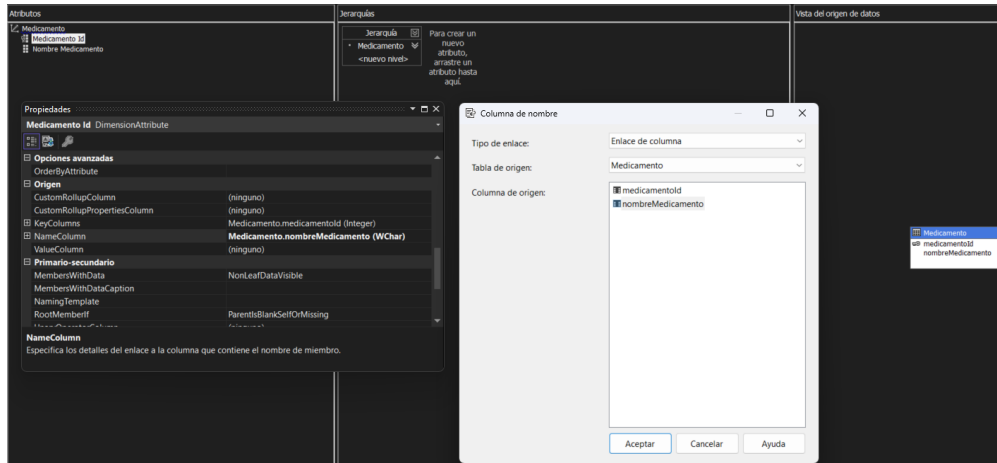 Atributos
Medicamento
Medicamento Id
Nombre Medicamento
Jerarquías
Jerarquía
Medicamento
<nuevo nivel>
Para crear un
nuevo
atributo,
arrastre un
atributo hasta
aquí.
Vista del origen de datos
Medicamento
medicamentoId
nombreMedicamento
Propiedades
Medicamento Id DimensionAttribute
Opciones avanzadas
OrderByAttribute
Origen
CustomRollupColumn (ninguno)
CustomRollupPropertiesColumn (ninguno)
KeyColumns Medicamento.medicamentoId (Integer)
NameColumn Medicamento.nombreMedicamento (WChar)
ValueColumn (ninguno)
Primario-secundario
MembersWithData NonLeafDataVisible
MembersWithDataCaption
NamingTemplate
RootMemberIf ParentIsBlankSelfOrMissing
NameColumn
Especifica los detalles del enlace a la columna que contiene el nombre de miembro.
Columna de nombre
Tipo de enlace: Enlace de columna
Tabla de origen: Medicamento
Columna de origen: medicamentoId
nombreMedicamento
Aceptar Cancelar Ayuda